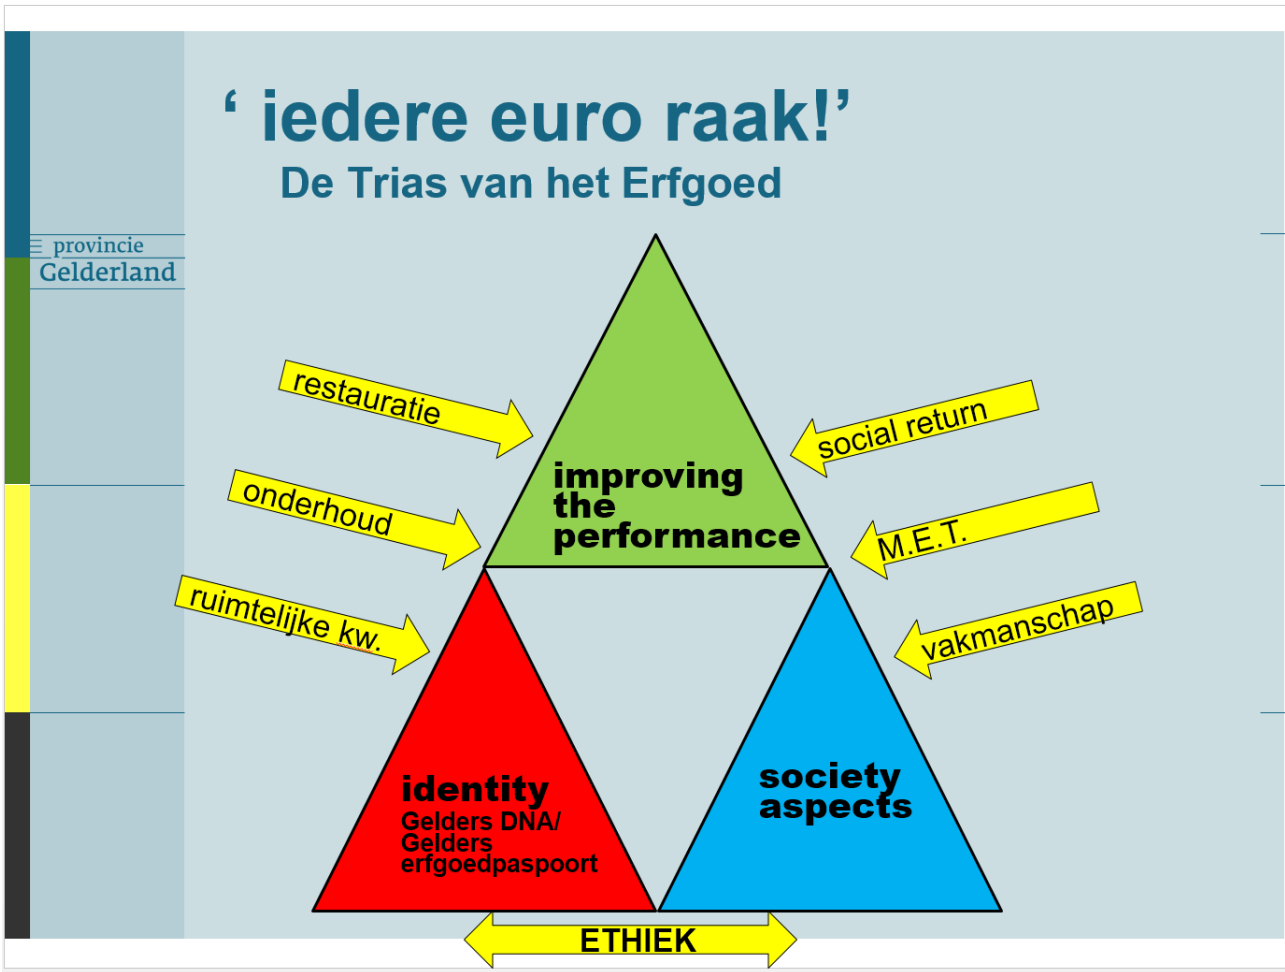 ‘ iedere euro raak!’
De Trias van het Erfgoed
provincie
Gelderland
restauratie
onderhoud
ruimtelijke kw.
social return
M.E.T.
vakmanschap
improving
the
performance
identity
Gelders DNA/
Gelders
erfgoedpaspoort
society
aspects
ETHIEK